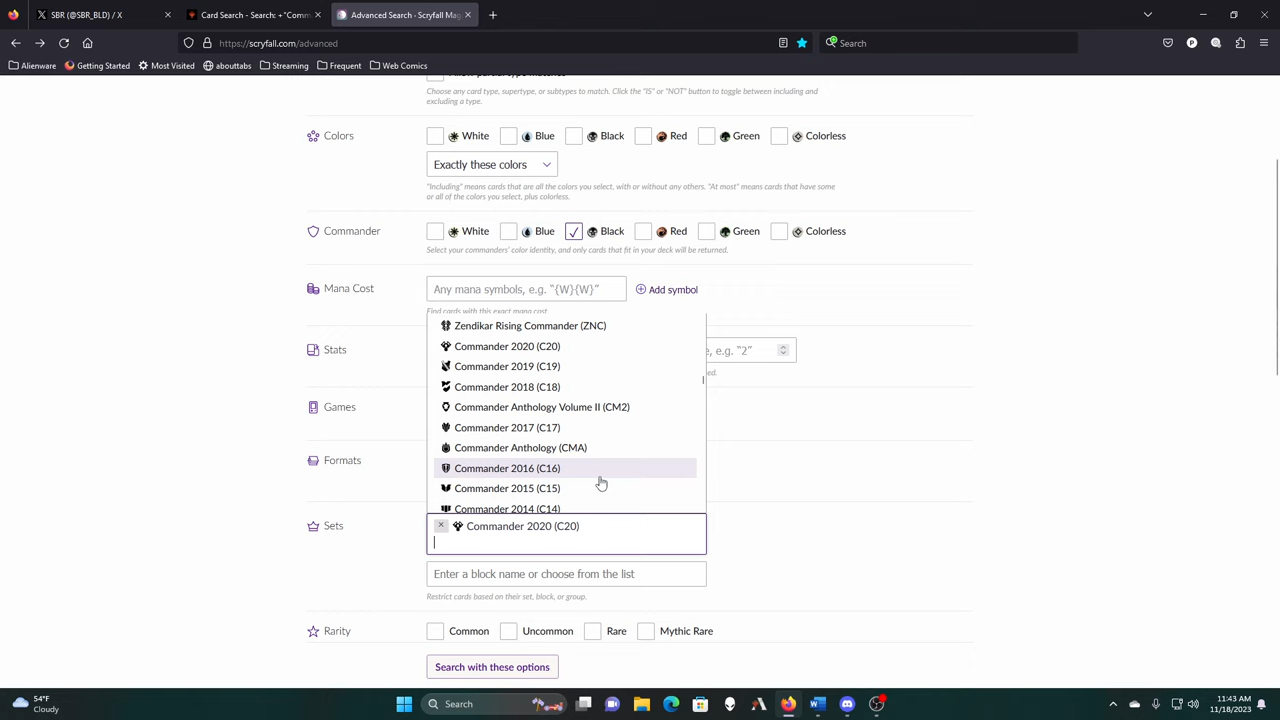 SBR (@SBR_BLD) / X
Card Search - Search: +"Comm
Advanced Search - Scryfall Mag
https://scryfall.com/advanced
Search
Alienware
Getting Started
Most Visited
abouttabs
Streaming
Frequent
Web Comics
Choose any card type, supertype, or subtypes to match. Click the "IS" or "NOT" button to toggle between including and
excluding a type.
Colors
White Blue Black Red Green Colorless
Exactly these colors
"Including" means cards that are all the colors you select, with or without any others. "At most" means cards that have some
or all of the colors you select, plus colorless.
Commander
White Blue Black Red Green Colorless
Select your commanders' color identity, and only cards that fit in your deck will be returned.
Mana Cost
Any mana symbols, e.g. "{W}{W}"
Add symbol
Find cards with this exact mana cost
Zendikar Rising Commander (ZNC)
Commander 2020 (C20)
Stats
e, e.g. "2"
Commander 2019 (C19)
Commander 2018 (C18)
Games
Commander Anthology Volume II (CM2)
Commander 2017 (C17)
Commander Anthology (CMA)
Formats
Commander 2016 (C16)
Commander 2015 (C15)
Commander 2014 (C14)
Sets
× Commander 2020 (C20)
Enter a block name or choose from the list
Restrict cards based on their set, block, or group.
Rarity
Common Uncommon Rare Mythic Rare
Search with these options
54°F
Cloudy
Search
11:43 AM
11/18/2023